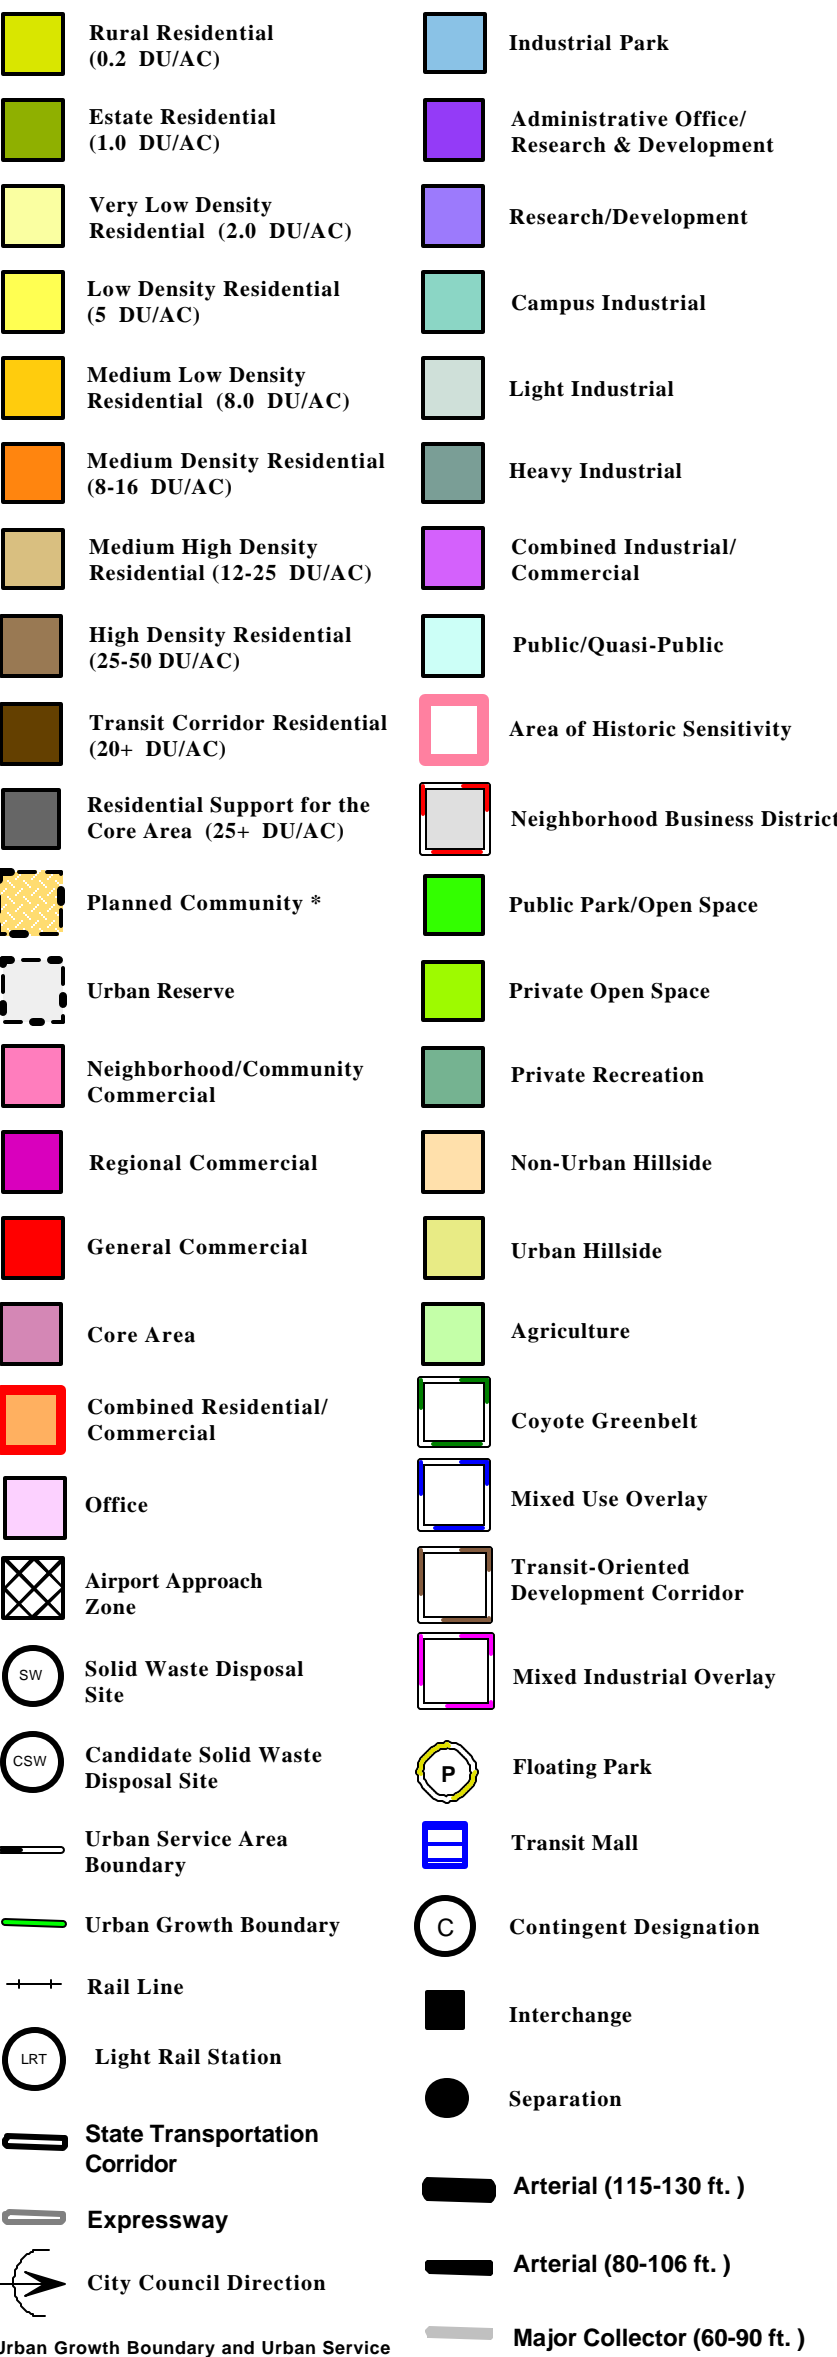 Rural Residential
(0.2 DU/AC)
Estate Residential
(1.0 DU/AC)
Very Low Density
Residential (2.0 DU/AC)
Low Density Residential
(5 DU/AC)
Medium Low Density
Residential (8.0 DU/AC)
Medium Density Residential
(8-16 DU/AC)
Medium High Density
Residential (12-25 DU/AC)
High Density Residential
(25-50 DU/AC)
Transit Corridor Residential
(20+ DU/AC)
Residential Support for the
Core Area (25+ DU/AC)
Planned Community *
Urban Reserve
Neighborhood/Community
Commercial
Regional Commercial
General Commercial
Core Area
Combined Residential/
Commercial
Office
Airport Approach
Zone
SW
Solid Waste Disposal
Site
CSW
Candidate Solid Waste
Disposal Site
Urban Service Area
Boundary
Urban Growth Boundary
Rail Line
LRT
Light Rail Station
State Transportation
Corridor
Expressway
City Council Direction
Urban Growth Boundary and Urban Service
Industrial Park
Administrative Office/
Research & Development
Research/Development
Campus Industrial
Light Industrial
Heavy Industrial
Combined Industrial/
Commercial
Public/Quasi-Public
Area of Historic Sensitivity
Neighborhood Business District
Public Park/Open Space
Private Open Space
Private Recreation
Non-Urban Hillside
Urban Hillside
Agriculture
Coyote Greenbelt
Mixed Use Overlay
Transit-Oriented
Development Corridor
Mixed Industrial Overlay
P
Floating Park
Transit Mall
C
Contingent Designation
Interchange
Separation
Arterial (115-130 ft. )
Arterial (80-106 ft. )
Major Collector (60-90 ft. )